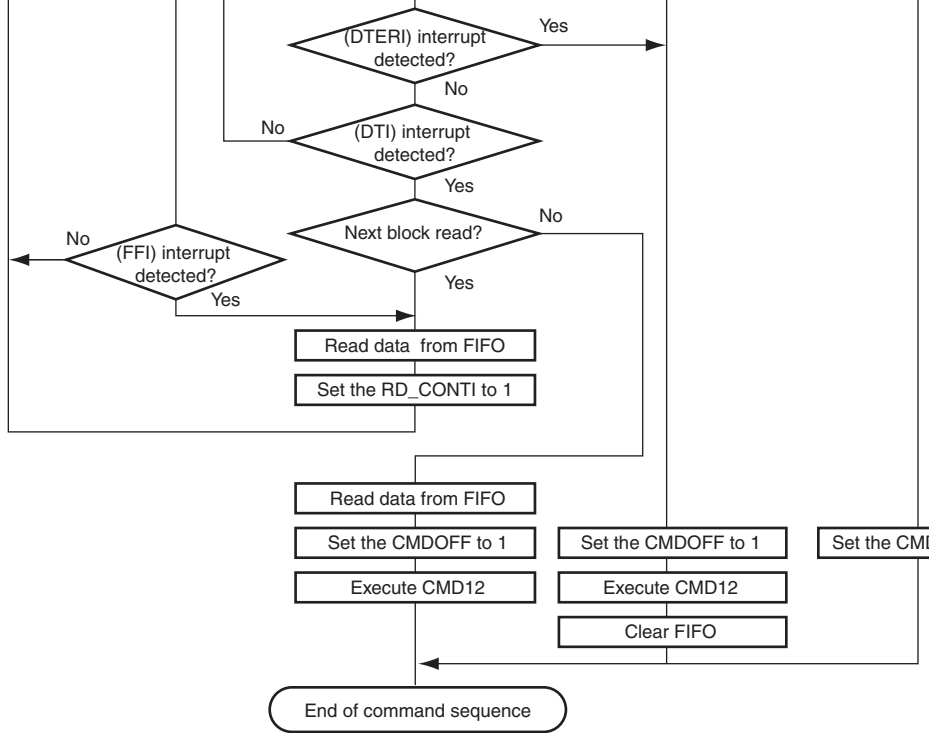 (DTERI) interrupt
detected?
Yes
No
(DTI) interrupt
detected?
No
Yes
Next block read?
No
Yes
(FFI) interrupt
detected?
No
Yes
Read data from FIFO
Set the RD_CONTI to 1
Read data from FIFO
Set the CMDOFF to 1
Execute CMD12
Set the CMDOFF to 1
Execute CMD12
Clear FIFO
Set the
End of command sequence